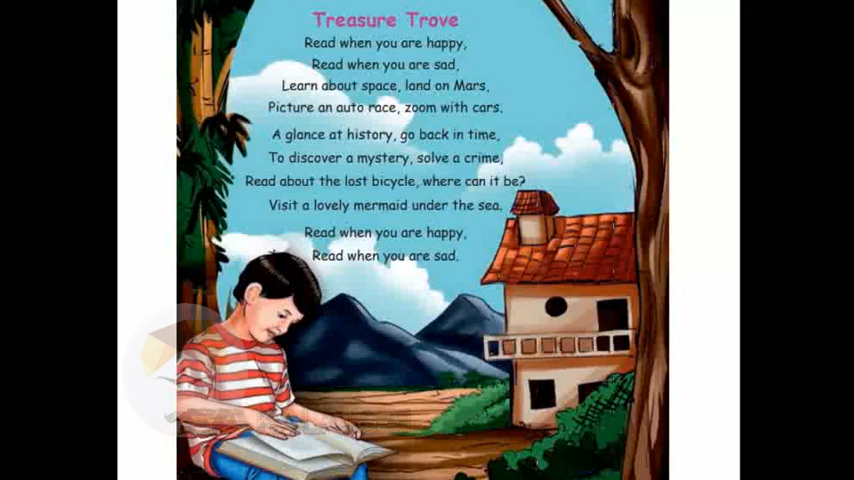 Treasure Trove
Read when you are happy,
Read when you are sad,
Learn about space, land on Mars,
Picture an auto race, zoom with cars.
A glance at history, go back in time,
To discover a mystery, solve a crime,
Read about the lost bicycle, where can it be?
Visit a lovely mermaid under the sea.
Read when you are happy,
Read when you are sad.